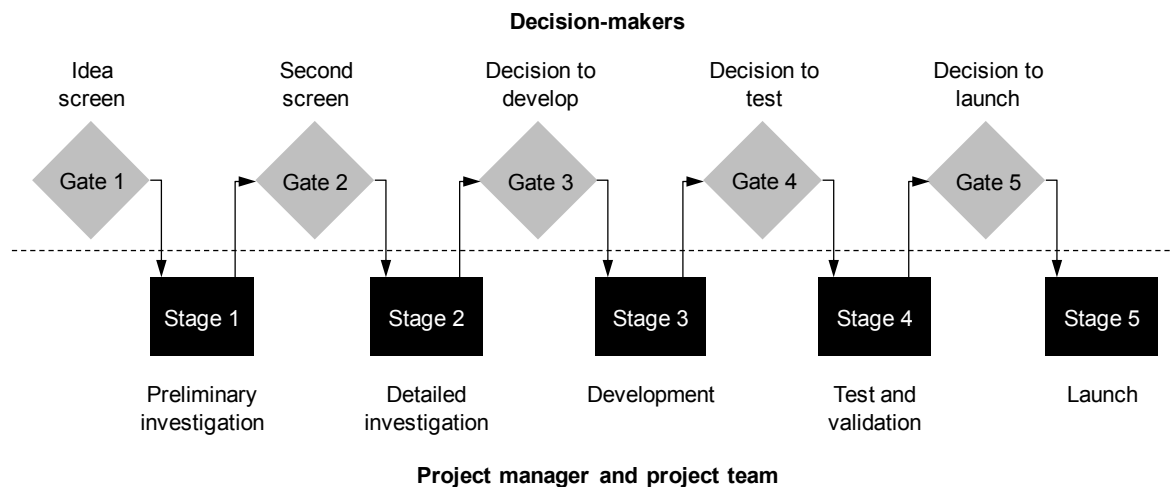 Decision-makers
Idea
screen
Second
screen
Decision to
develop
Decision to
test
Decision to
launch
Gate 1
Gate 2
Gate 3
Gate 4
Gate 5
Stage 1
Stage 2
Stage 3
Stage 4
Stage 5
Preliminary
investigation
Detailed
investigation
Development
Test and
validation
Launch
Project manager and project team